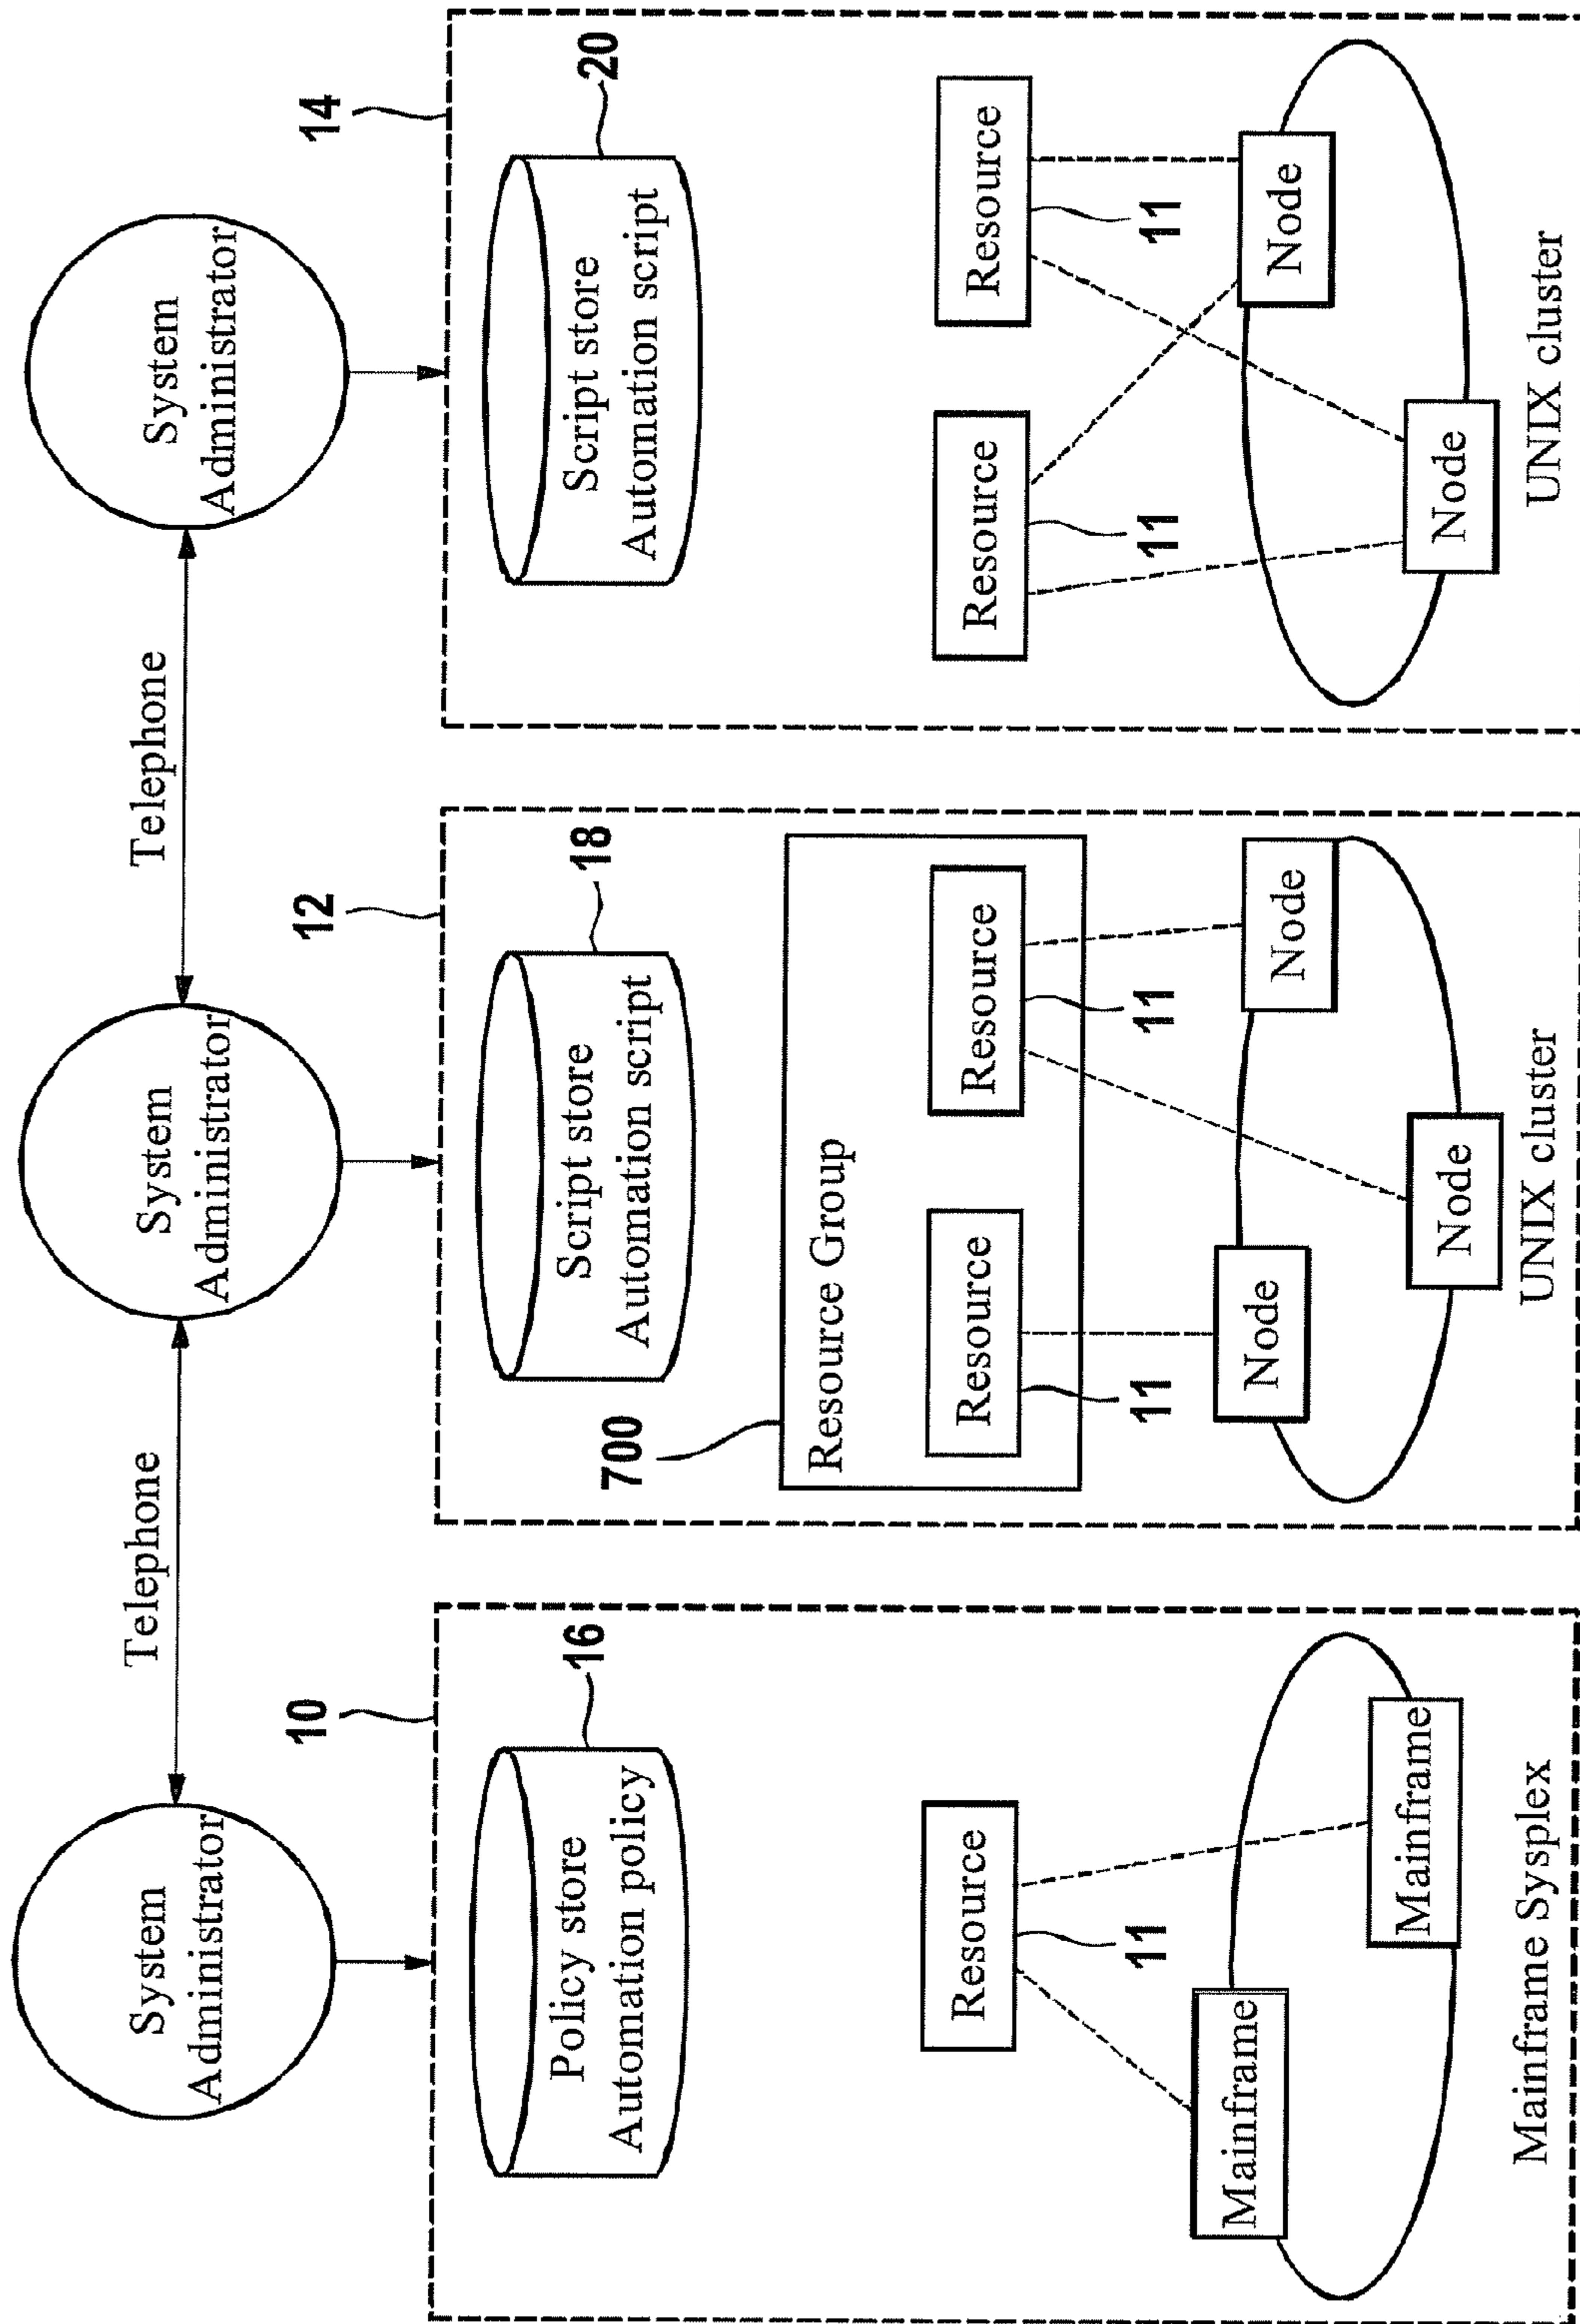 System
Administrator
Telephone
System
Administrator
Telephone
System
Administrator
10
16
Policy store
Automation policy
Resource
11
Mainframe
Mainframe
Mainframe Sysplex
12
18
Script store
Automation script
700
Resource Group
Resource
Resource
11
11
Node
Node
Node
UNIX cluster
14
20
Script store
Automation script
Resource
Resource
11
11
Node
Node
UNIX cluster